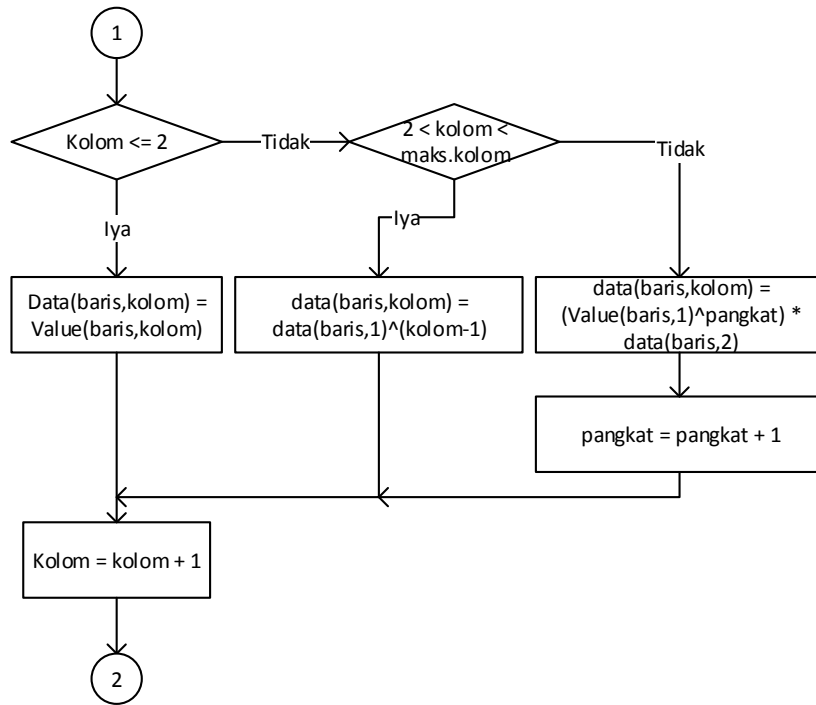 1
Kolom <= 2
Tidak
2 < kolom <
maks.kolom
Tidak
Iya
Iya
Data(baris,kolom) =
Value(baris,kolom)
data(baris,kolom) =
data(baris,1)^(kolom-1)
data(baris,kolom) =
(Value(baris,1)^pangkat) *
data(baris,2)
pangkat = pangkat + 1
Kolom = kolom + 1
2